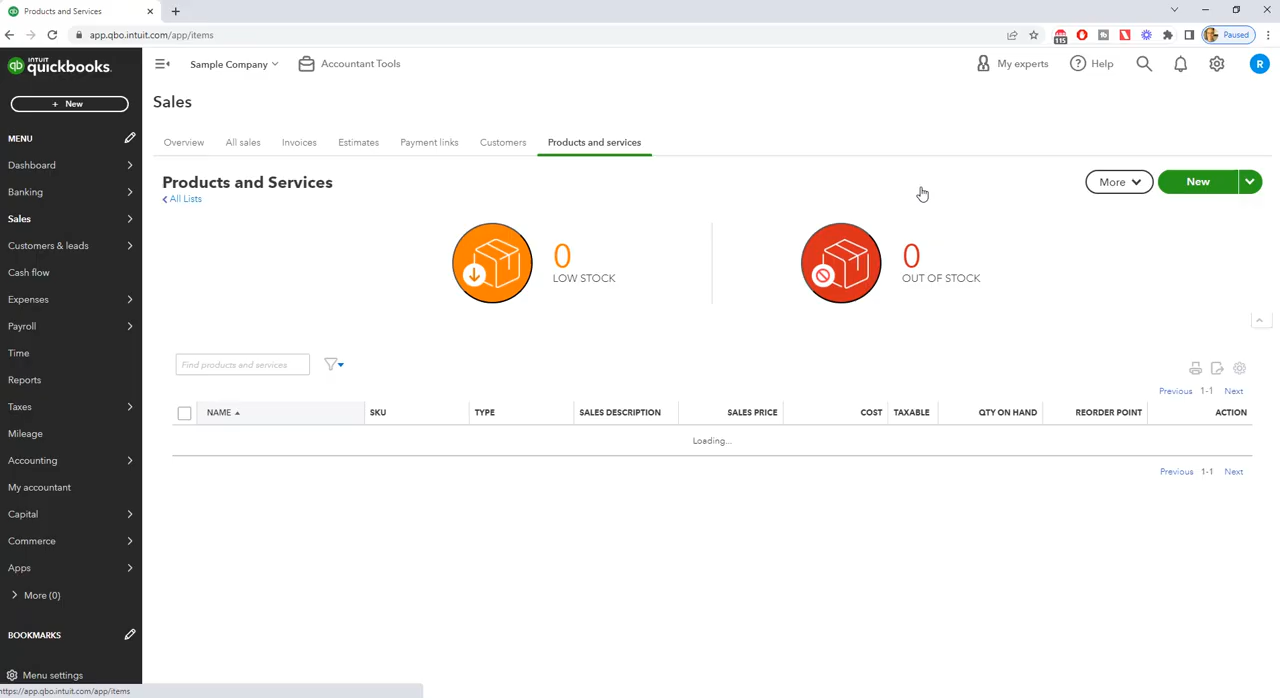 Products and Services
app.qbo.intuit.com/app/items
115
Paused
INTUIT
quickbooks.
Sample Company
Accountant Tools
My experts
Help
R
+ New
Sales
MENU
Dashboard
Banking
Sales
Customers & leads
Cash flow
Expenses
Payroll
Time
Reports
Taxes
Mileage
Accounting
My accountant
Capital
Commerce
Apps
More (0)
BOOKMARKS
Menu settings
Overview All sales Invoices Estimates Payment links Customers Products and services
Products and Services
All Lists
More
New
0
LOW STOCK
0
OUT OF STOCK
Find products and services
Previous 1-1 Next
NAME SKU TYPE SALES DESCRIPTION SALES PRICE COST TAXABLE QTY ON HAND REORDER POINT ACTION
Loading...
Previous 1-1 Next
https://app.qbo.intuit.com/app/items